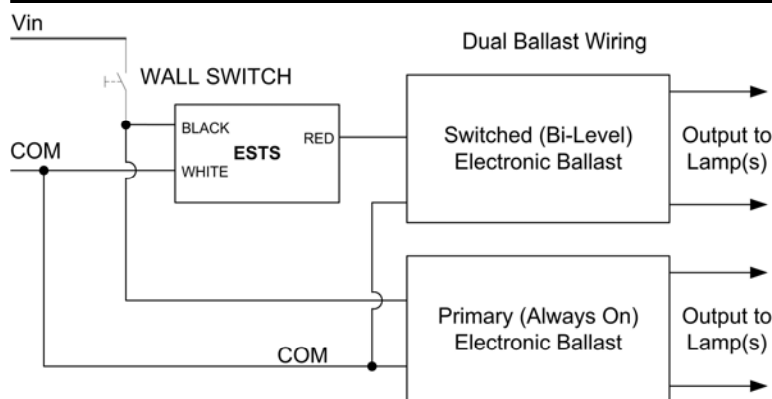 Vin
Dual Ballast Wiring
WALL SWITCH
BLACK
RED
ESTS
WHITE
COM
Switched (Bi-Level)
Electronic Ballast
Output to
Lamp(s)
Primary (Always On)
Electronic Ballast
Output to
Lamp(s)
COM